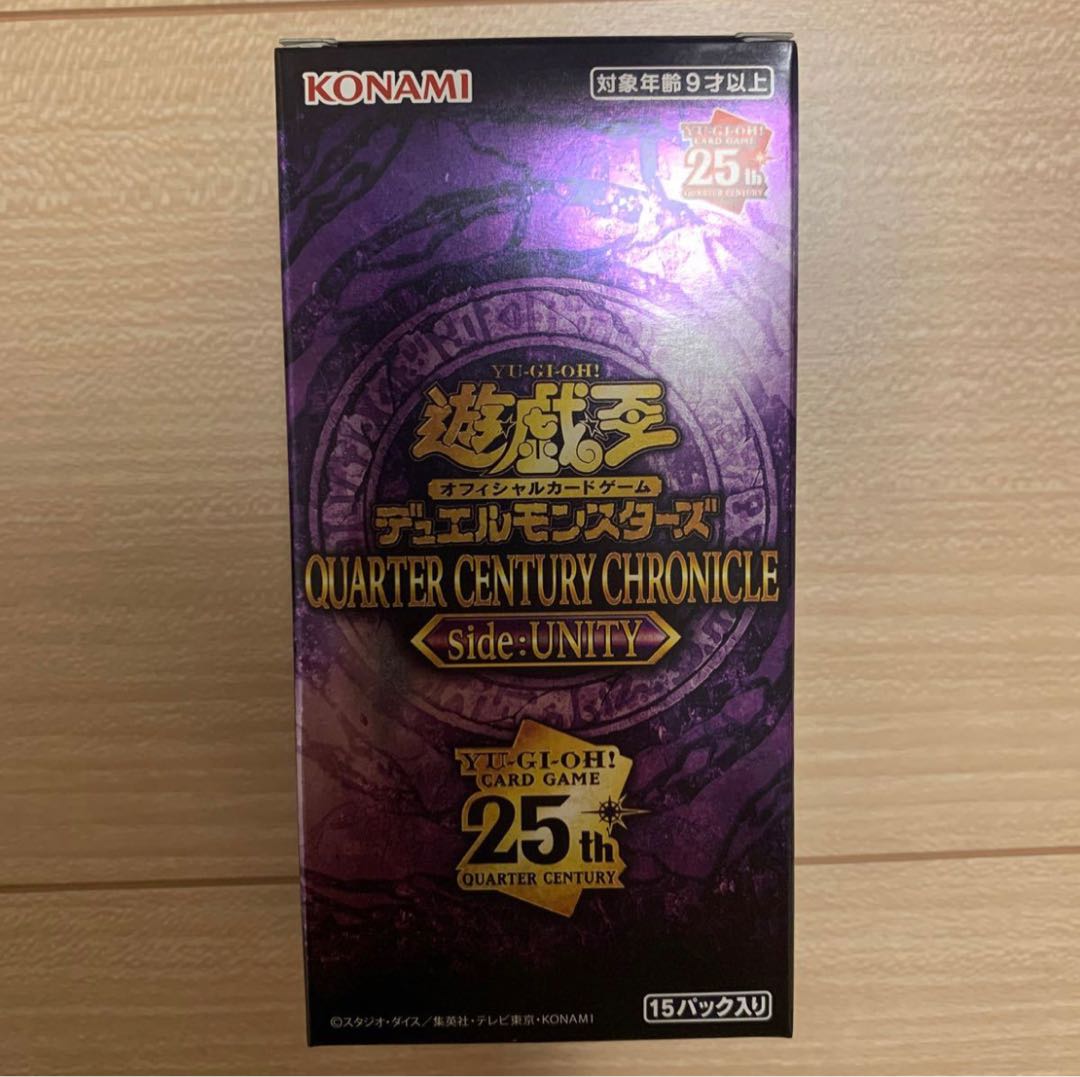 KONAMI
対象年齢9才以上
YU-GI-OH!
CARD GAME
25th
QUARTER CENTURY
YU-GI-OH!
遊戯王
オフィシャルカードゲーム
デュエルモンスターズ
QUARTER CENTURY CHRONICLE
side:UNITY
YU-GI-OH!
CARD GAME
25th
QUARTER CENTURY
15パック入り
©スタジオ・ダイス/集英社・テレビ東京・KONAMI